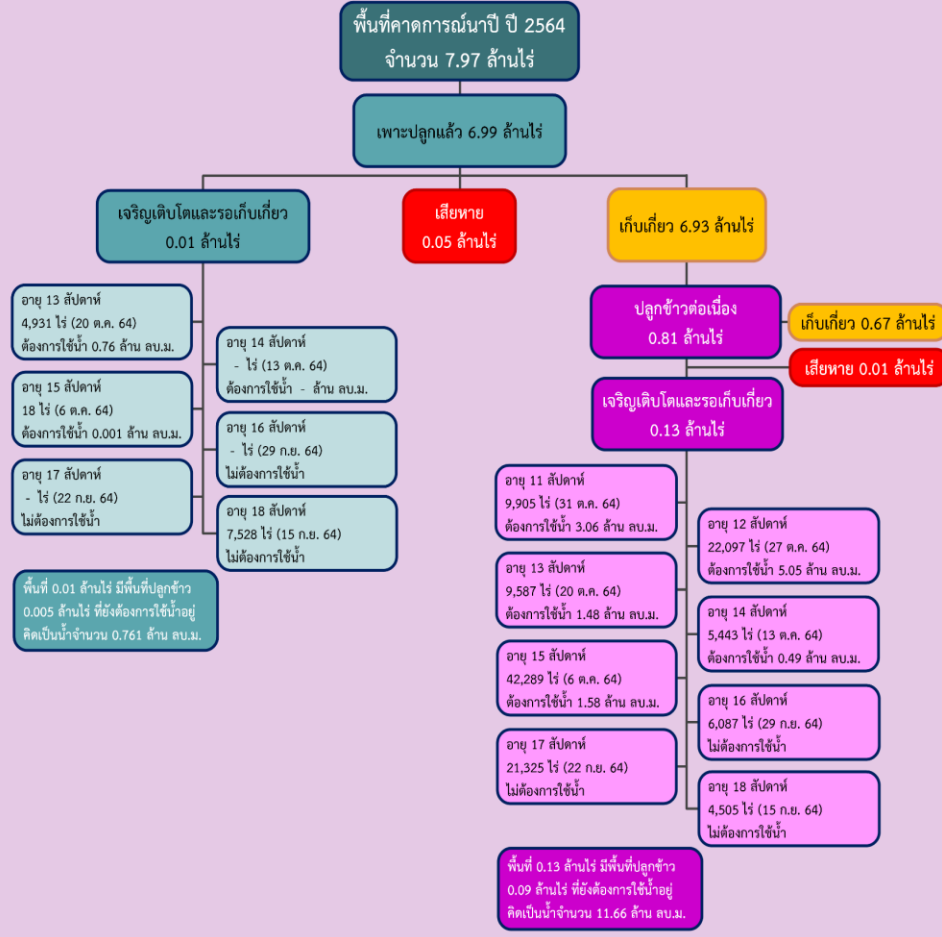 พื้นที่คาดการณ์นาปี ปี 2564
จำนวน 7.97 ล้านไร่
เพาะปลูกแล้ว 6.99 ล้านไร่
เจริญเติบโตและรอเก็บเกี่ยว
0.01 ล้านไร่
เสียหาย
0.05 ล้านไร่
เก็บเกี่ยว 6.93 ล้านไร่
อายุ 13 สัปดาห์
4,931 ไร่ (20 ต.ค. 64)
ต้องการใช้น้ำ 0.76 ล้าน ลบ.ม.
อายุ 14 สัปดาห์
- ไร่ (13 ต.ค. 64)
ต้องการใช้น้ำ - ล้าน ลบ.ม.
อายุ 15 สัปดาห์
18 ไร่ (6 ต.ค. 64)
ต้องการใช้น้ำ 0.001 ล้าน ลบ.ม.
อายุ 16 สัปดาห์
- ไร่ (29 ก.ย. 64)
ไม่ต้องการใช้น้ำ
อายุ 17 สัปดาห์
- ไร่ (22 ก.ย. 64)
ไม่ต้องการใช้น้ำ
อายุ 18 สัปดาห์
7,528 ไร่ (15 ก.ย. 64)
ไม่ต้องการใช้น้ำ
พื้นที่ 0.01 ล้านไร่ มีพื้นที่ปลูกข้าว
0.005 ล้านไร่ ที่ยังต้องการใช้น้ำอยู่
คิดเป็นน้ำจำนวน 0.761 ล้าน ลบ.ม.
ปลูกข้าวต่อเนื่อง
0.81 ล้านไร่
เก็บเกี่ยว 0.67 ล้านไร่
เสียหาย 0.01 ล้านไร่
เจริญเติบโตและรอเก็บเกี่ยว
0.13 ล้านไร่
อายุ 11 สัปดาห์
9,905 ไร่ (31 ต.ค. 64)
ต้องการใช้น้ำ 3.06 ล้าน ลบ.ม.
อายุ 12 สัปดาห์
22,097 ไร่ (27 ต.ค. 64)
ต้องการใช้น้ำ 5.05 ล้าน ลบ.ม.
อายุ 13 สัปดาห์
9,587 ไร่ (20 ต.ค. 64)
ต้องการใช้น้ำ 1.48 ล้าน ลบ.ม.
อายุ 14 สัปดาห์
5,443 ไร่ (13 ต.ค. 64)
ต้องการใช้น้ำ 0.49 ล้าน ลบ.ม.
อายุ 15 สัปดาห์
42,289 ไร่ (6 ต.ค. 64)
ต้องการใช้น้ำ 1.58 ล้าน ลบ.ม.
อายุ 16 สัปดาห์
6,087 ไร่ (29 ก.ย. 64)
ไม่ต้องการใช้น้ำ
อายุ 17 สัปดาห์
21,325 ไร่ (22 ก.ย. 64)
ไม่ต้องการใช้น้ำ
อายุ 18 สัปดาห์
4,505 ไร่ (15 ก.ย. 64)
ไม่ต้องการใช้น้ำ
พื้นที่ 0.13 ล้านไร่ มีพื้นที่ปลูกข้าว
0.09 ล้านไร่ ที่ยังต้องการใช้น้ำอยู่
คิดเป็นน้ำจำนวน 11.66 ล้าน ลบ.ม.